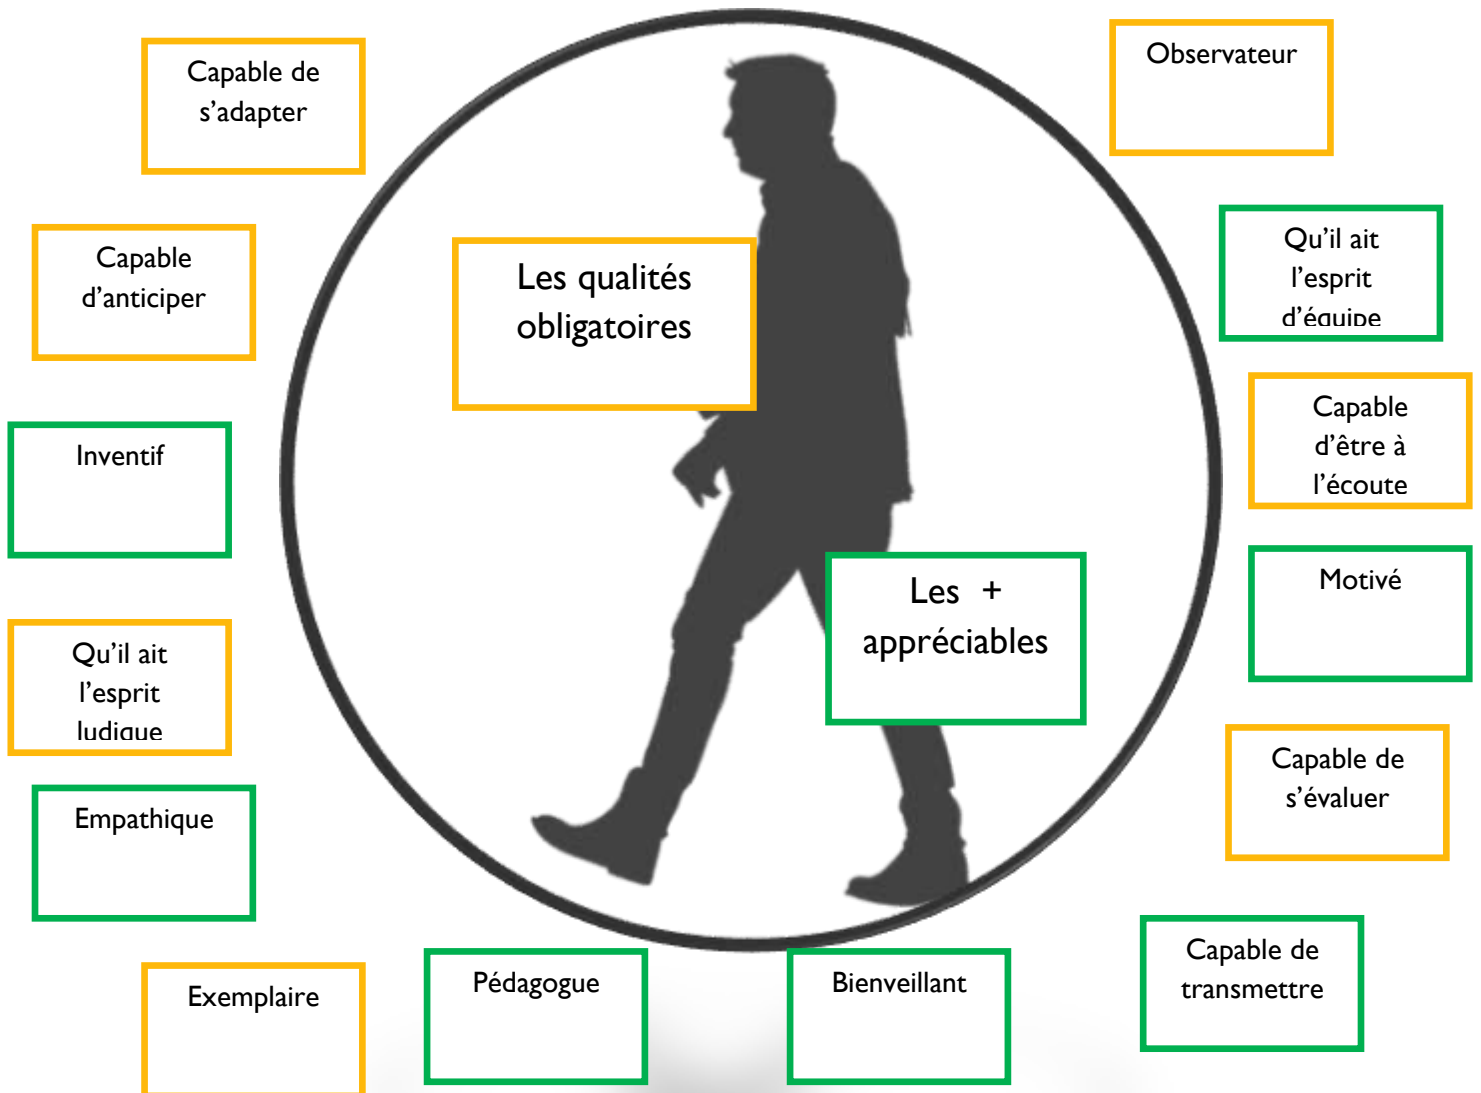 Capable de
s’adapter
Observateur
Capable
d’anticiper
Qu’il ait
l’esprit
d’équipe
Les qualités
obligatoires
Capable
d’être à
l’écoute
Inventif
Motivé
Les + 
appréciables
Qu’il ait
l’esprit
ludique
Capable de
s’évaluer
Empathique
Capable de
transmettre
Exemplaire
Pédagogue
Bienveillant